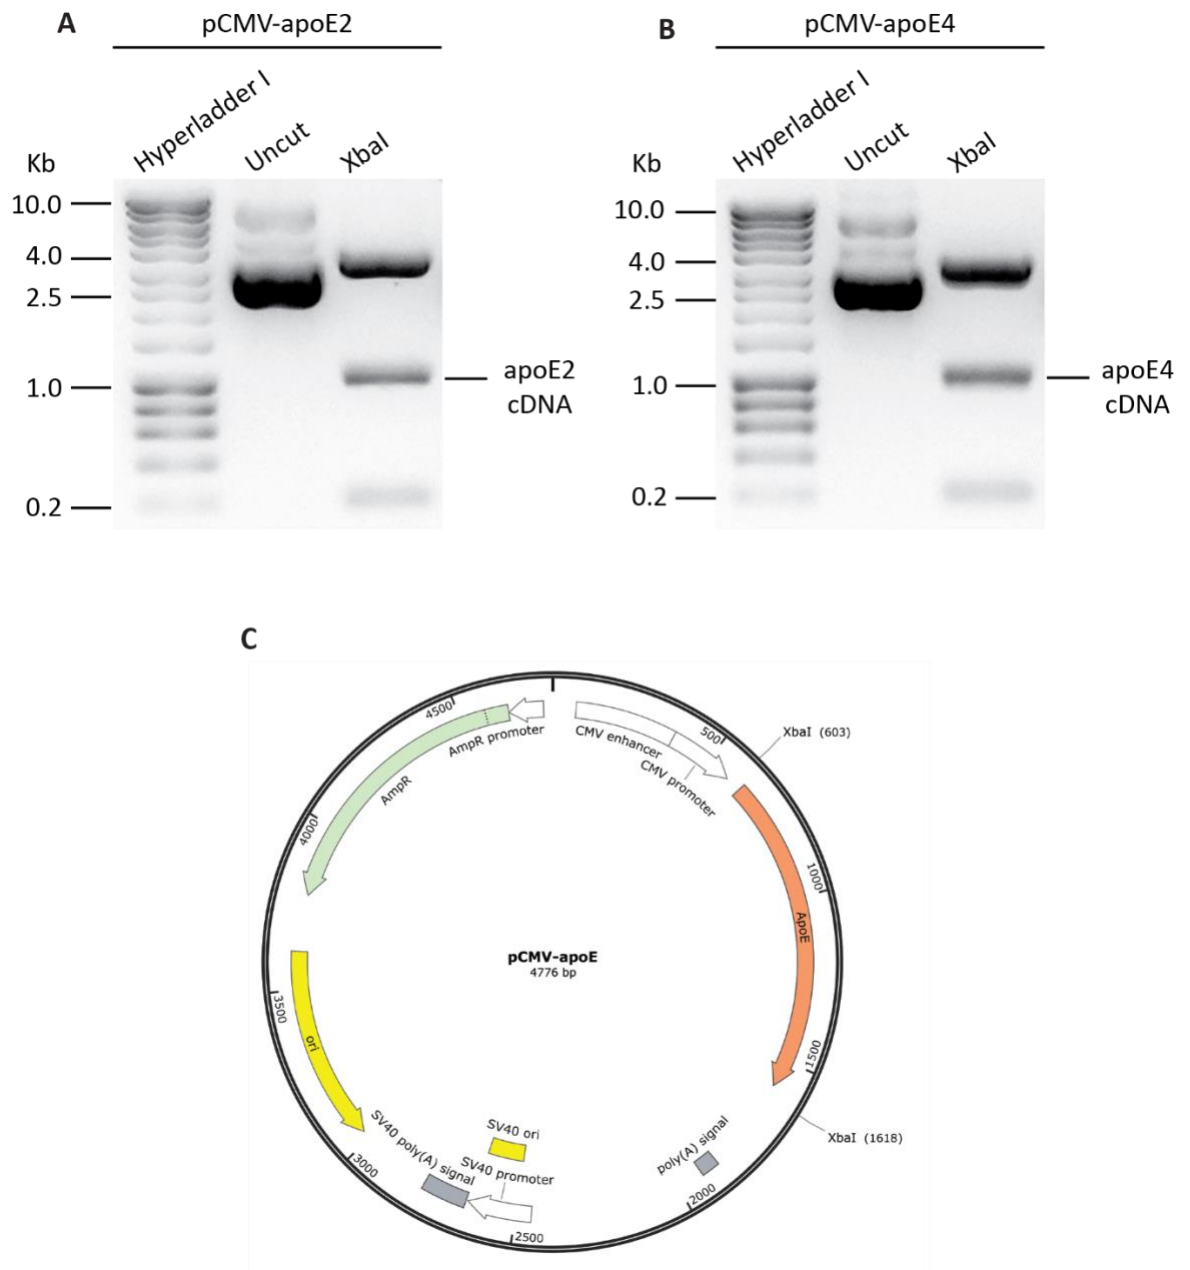 A
pCMV-apoE2
Kb
Hyperladder I
Uncut
XbaI
10.0
4.0
2.5
1.0
0.2
apoE2
cDNA
B
pCMV-apoE4
Kb
Hyperladder I
Uncut
XbaI
10.0
4.0
2.5
1.0
0.2
apoE4
cDNA
C
4500
AmpR promoter
AmpR
4000
CMV enhancer
CMV promoter
500
XbaI (603)
1000
ApoE
1500
XbaI (1618)
pCMV-apoE
4776 bp
3500
ori
3000
SV40 poly(A) signal
SV40 ori
SV40 promoter
2500
poly(A) signal
2000